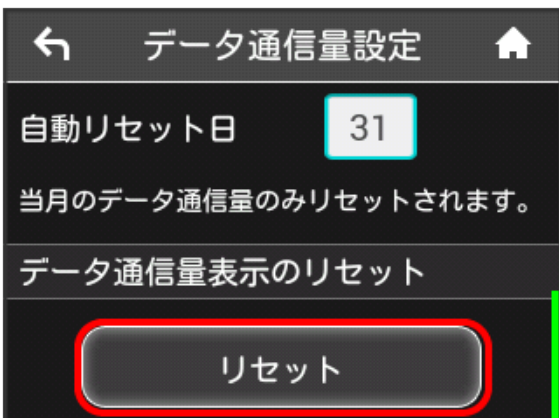 データ通信量設定
自動リセット日 31
当月のデータ通信量のみリセットされます。
データ通信量表示のリセット
リセット